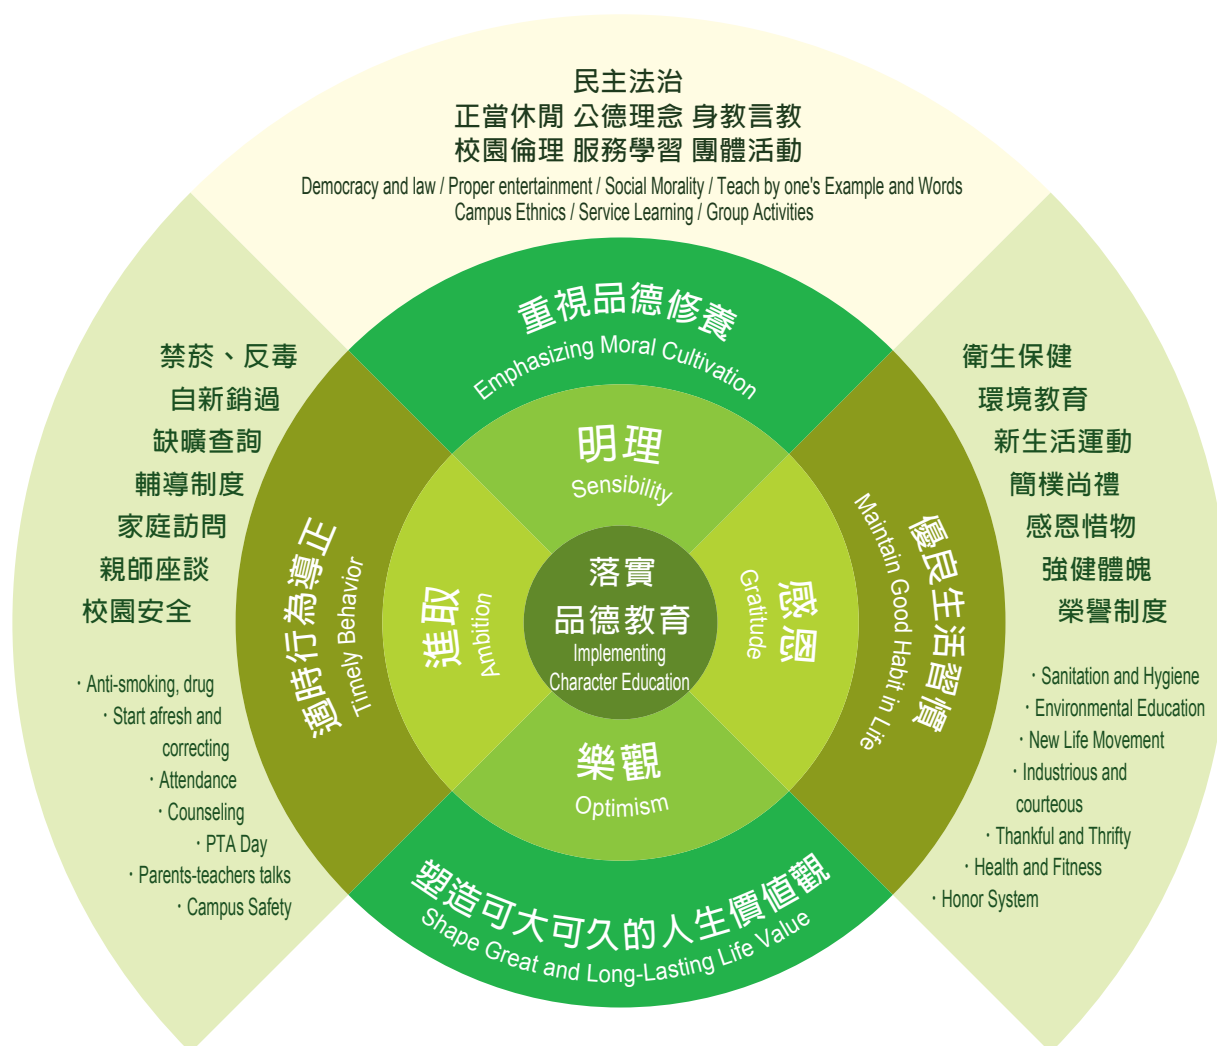 民主法治
正當休閒 公德理念 身教言教
校園倫理 服務學習 團體活動
Democracy and law / Proper entertainment / Social Morality / Teach by one's Example and Words
Campus Ethnics / Service Learning / Group Activities
重視品德修養
Emphasizing Moral Cultivation
明理
Sensibility
禁菸、反毒
自新銷過
缺曠查詢
輔導制度
家庭訪問
親師座談
校園安全
· Anti-smoking, drug
· Start afresh and
correcting
· Attendance
· Counseling
· PTA Day
· Parents-teachers talks
· Campus Safety
適時行為導正
Timely Behavior
進取
Ambition
落實
品德教育
Implementing
Character Education
感恩
Gratitude
優良生活習慣
Maintain Good Habit in Life
衛生保健
環境教育
新生活運動
簡樸尚禮
感恩惜物
強健體魄
榮譽制度
· Sanitation and Hygiene
· Environmental Education
· New Life Movement
· Industrious and
courteous
· Thankful and Thrifty
· Health and Fitness
· Honor System
樂觀
Optimism
塑造可大可久的人生價值觀
Shape Great and Long-Lasting Life Value